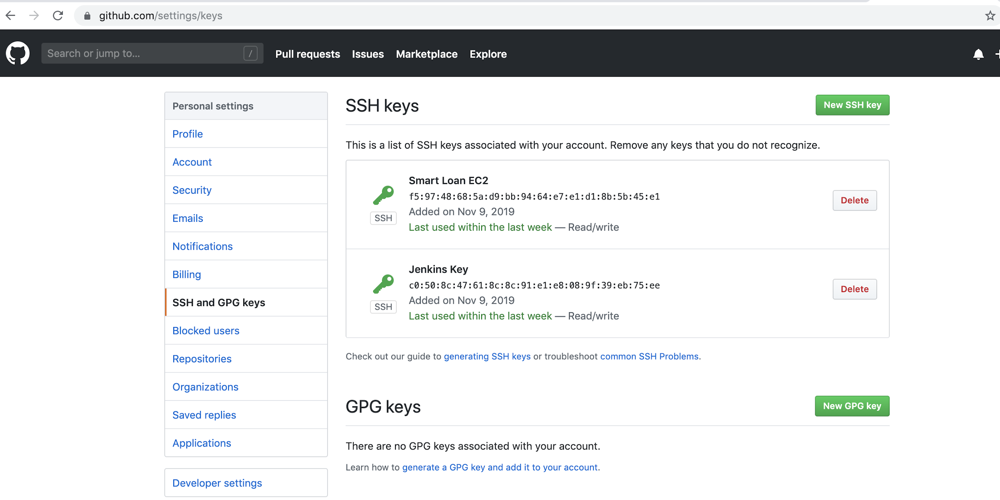 github.com/settings/keys
Search or jump to... /
Pull requests Issues Marketplace Explore
Personal settings
Profile
Account
Security
Emails
Notifications
Billing
SSH and GPG keys
Blocked users
Repositories
Organizations
Saved replies
Applications
Developer settings
SSH keys
New SSH key
This is a list of SSH keys associated with your account. Remove any keys that you do not recognize.
Smart Loan EC2
f5:97:48:68:5a:d9:bb:94:64:e7:e1:d1:8b:5b:45:e1
Added on Nov 9, 2019
Last used within the last week — Read/write
SSH
Delete
Jenkins Key
c0:50:8c:47:61:8c:8c:91:e1:e8:08:9f:39:eb:75:ee
Added on Nov 9, 2019
Last used within the last week — Read/write
SSH
Delete
Check out our guide to generating SSH keys or troubleshoot common SSH Problems.
GPG keys
New GPG key
There are no GPG keys associated with your account.
Learn how to generate a GPG key and add it to your account.